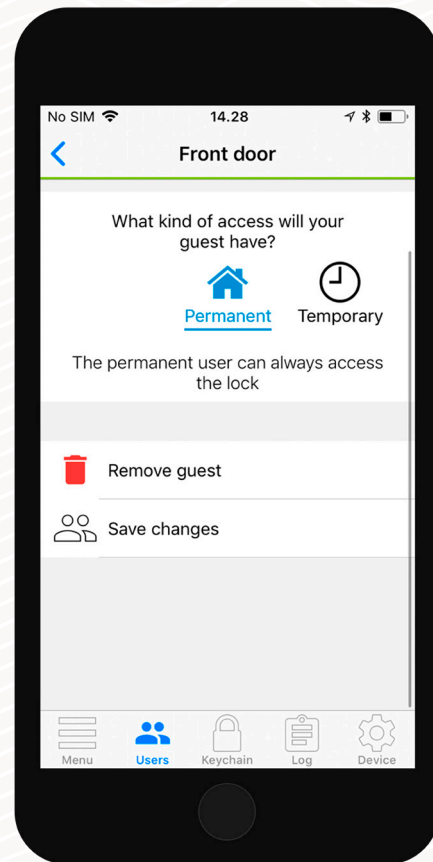 No SIM 14.28
Front door
What kind of access will your
guest have?
Permanent Temporary
The permanent user can always access
the lock
Remove guest
Save changes
Menu Users Keychain Log Device